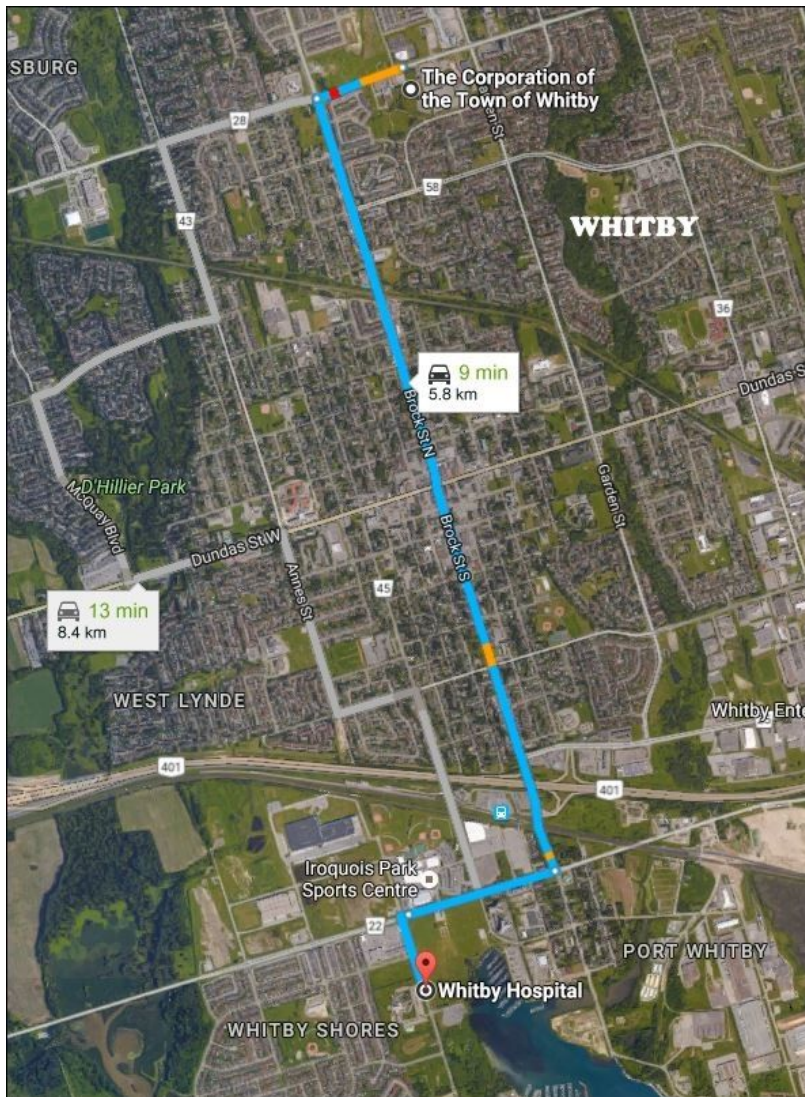 SBURG
The Corporation of
the Town of Whitby
28
Garden St
58
43
WHITBY
36
9 min
5.8 km
Brock St N
Dundas S
D'Hillier Park
McQuay Blvd
Garden St
Brock St S
Dundas St W
Annes St
45
13 min
8.4 km
WEST LYNDE
Whitby Ente
401
401
Iroquois Park
Sports Centre
22
PORT WHITBY
Whitby Hospital
WHITBY SHORES